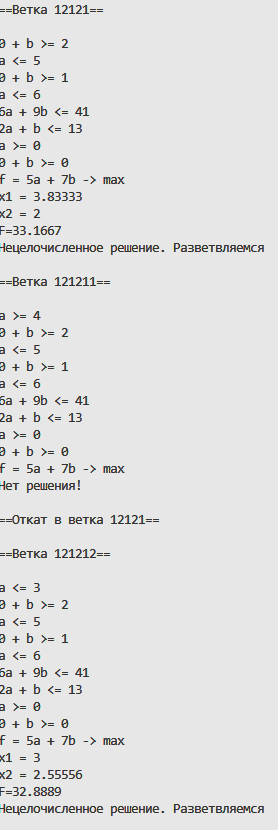 ==Ветка 12121==
0 + b >= 2
a <= 5
0 + b >= 1
a <= 6
6a + 9b <= 41
2a + b <= 13
a >= 0
0 + b >= 0
f = 5a + 7b -> max
x1 = 3.83333
x2 = 2
F=33.1667
Нецелочисленное решение. Разветвляемся
==Ветка 121211==
a >= 4
0 + b >= 2
a <= 5
0 + b >= 1
a <= 6
6a + 9b <= 41
2a + b <= 13
a >= 0
0 + b >= 0
f = 5a + 7b -> max
Нет решения!
==Откат в ветка 12121==
==Ветка 121212==
a <= 3
0 + b >= 2
a <= 5
0 + b >= 1
a <= 6
6a + 9b <= 41
2a + b <= 13
a >= 0
0 + b >= 0
f = 5a + 7b -> max
x1 = 3
x2 = 2.55556
F=32.8889
Нецелочисленное решение. Разветвляемся